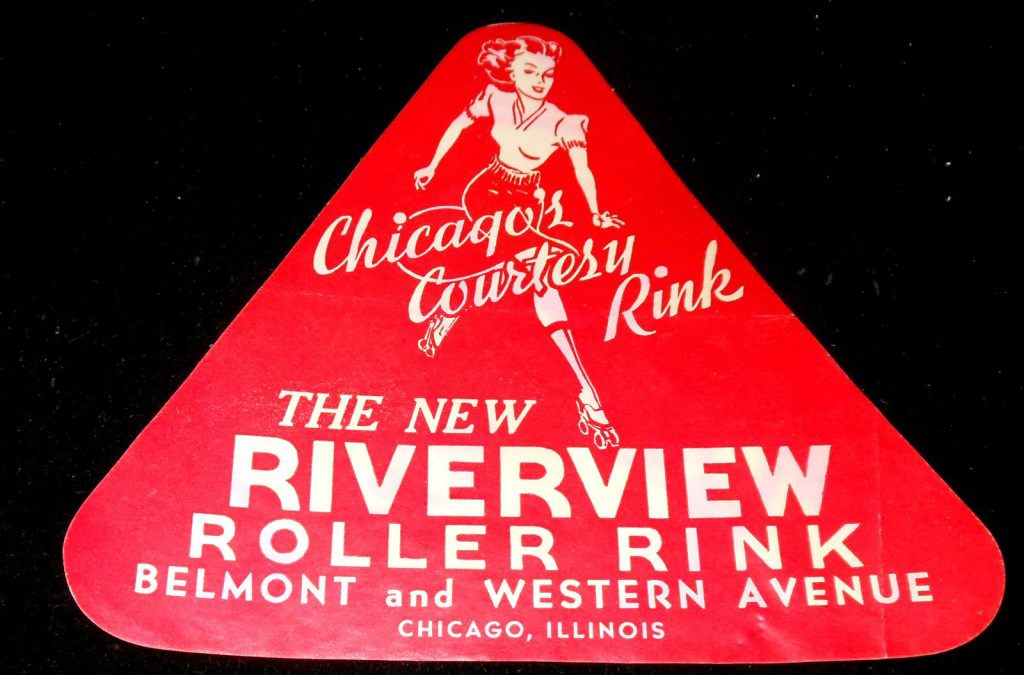 Chicago's
Courtesy
Rink
THE NEW
RIVERVIEW
ROLLER RINK
BELMONT and WESTERN AVENUE
CHICAGO, ILLINOIS